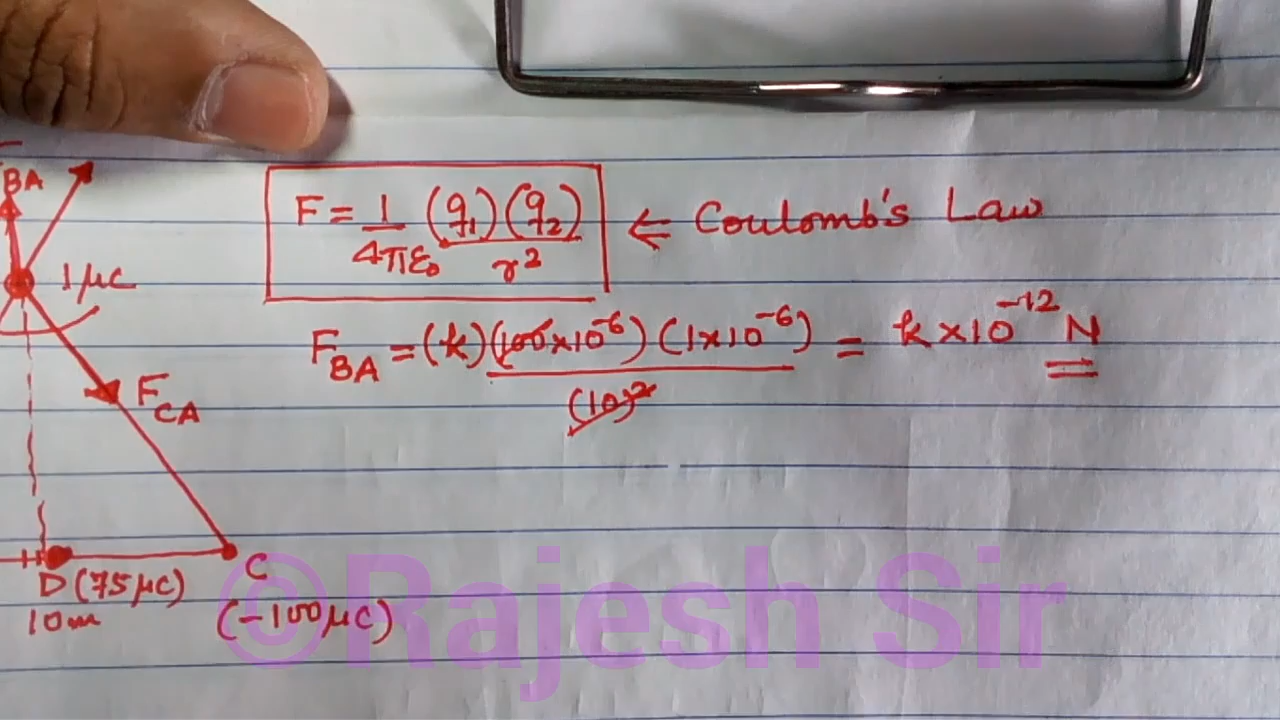 F
BA
1μC
F = 1/4πε₀ (q₁)(q₂)/r² ⇐ Coulomb's Law
F_BA = (k)(100×10⁻⁶)(1×10⁻⁶)/(10)² = k×10⁻¹² N
F_CA
D (75μC)
C
10m
(-100μC)
©Rajesh Sir